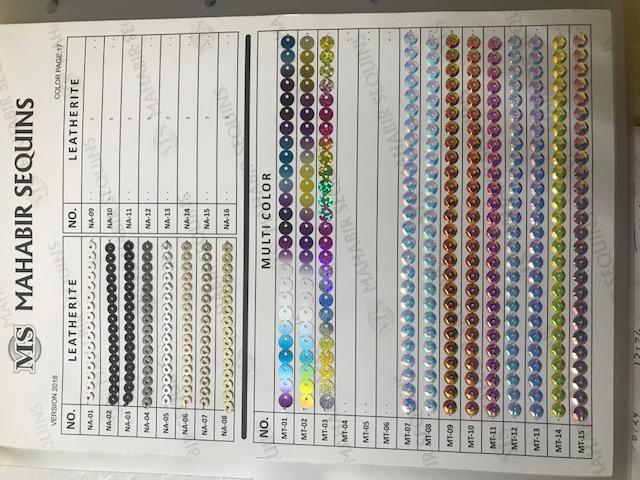 MS MAHABIR SEQUINS
VERSION 2018
COLOR PAGE.17
NO. LEATHERITE
NA-01
NA-02
NA-03
NA-04
NA-05
NA-06
NA-07
NA-08
NO. LEATHERITE
NA-09
NA-10
NA-11
NA-12
NA-13
NA-14
NA-15
NA-16
NO. MULTI COLOR
MT-01
MT-02
MT-03
MT-04
MT-05
MT-06
MT-07
MT-08
MT-09
MT-10
MT-11
MT-12
MT-13
MT-14
MT-15